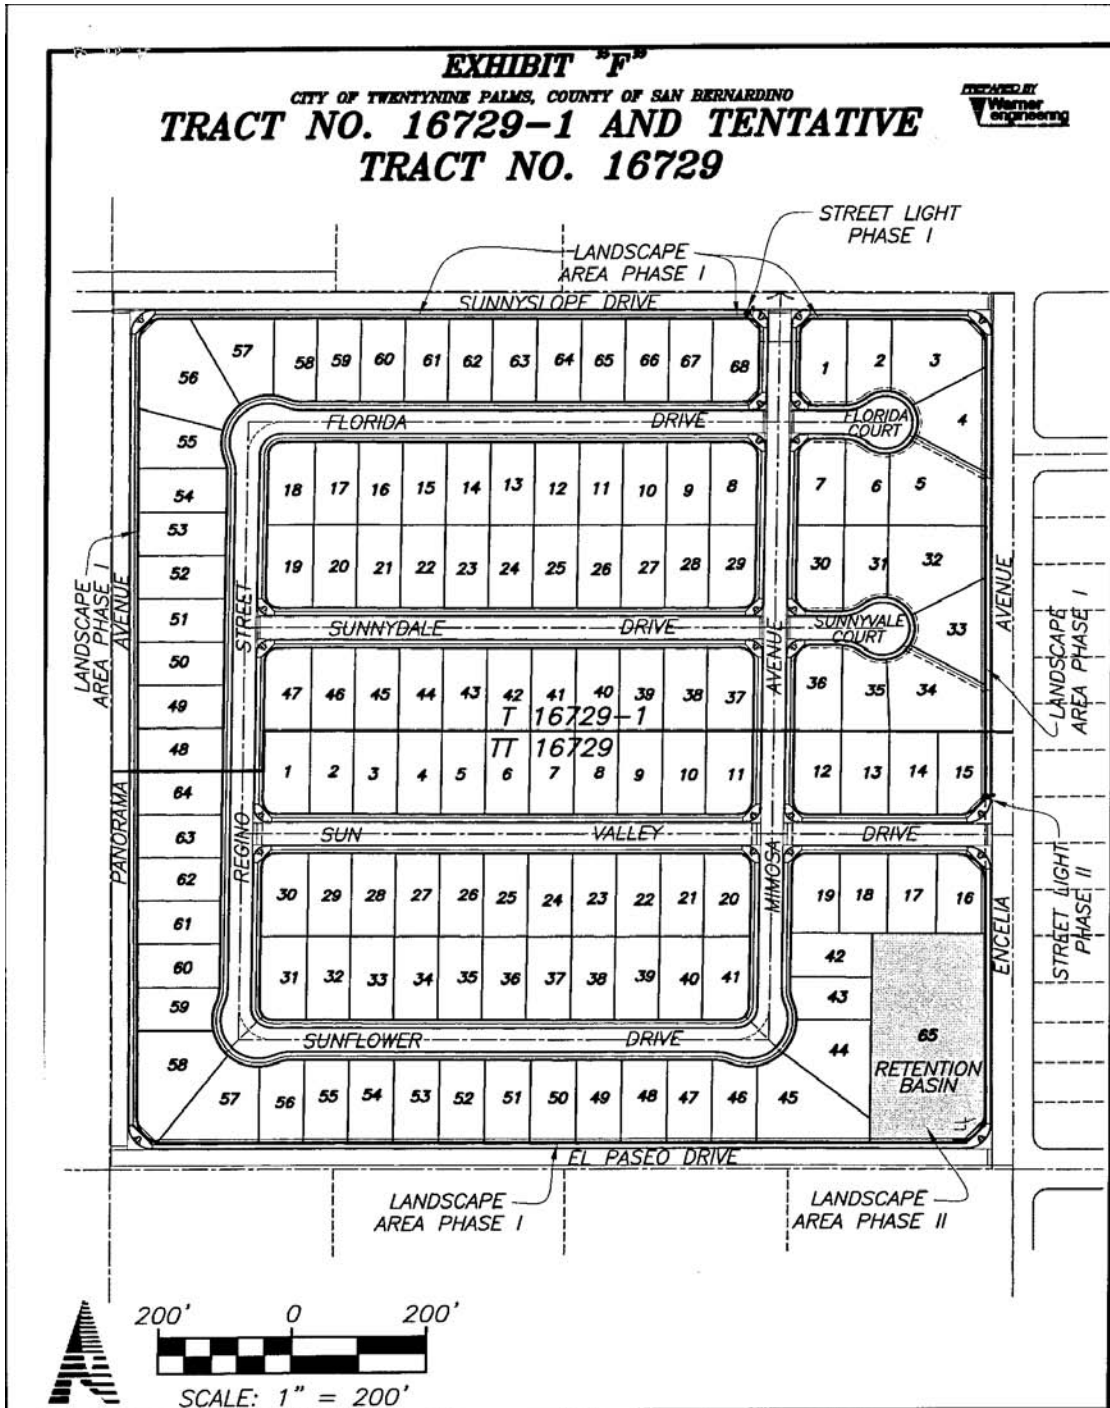 EXHIBIT "F"
CITY OF TWENTYNINE PALMS, COUNTY OF SAN BERNARDINO
TRACT NO. 16729-1 AND TENTATIVE
TRACT NO. 16729
PREPARED BY
Warner
engineering
STREET LIGHT
PHASE I
LANDSCAPE
AREA PHASE I
SUNNYSLOPE DRIVE
57 58 59 60 61 62 63 64 65 66 67 68 1 2 3
56
FLORIDA DRIVE
FLORIDA
COURT
4
55
54 18 17 16 15 14 13 12 11 10 9 8 7 6 5
53
LANDSCAPE
AREA PHASE I
AVENUE
52 19 20 21 22 23 24 25 26 27 28 29 30 31 32
STREET
AVENUE
51
SUNNYDALE DRIVE
SUNNYVALE
COURT
33
AVENUE
LANDSCAPE
AREA PHASE I
50
49 47 46 45 44 43 42 41 40 39 38 37 36 35 34
T 16729-1
48
TT 16729
1 2 3 4 5 6 7 8 9 10 11 12 13 14 15
64
PANORAMA
REGINO
63
SUN VALLEY DRIVE
MIMOSA
ENCELIA
STREET LIGHT
PHASE II
62 30 29 28 27 26 25 24 23 22 21 20 19 18 17 16
61
60 31 32 33 34 35 36 37 38 39 40 41 42
59 43
SUNFLOWER DRIVE
44
65
RETENTION
BASIN
58
57 56 55 54 53 52 51 50 49 48 47 46 45
EL PASEO DRIVE
LANDSCAPE
AREA PHASE I
LANDSCAPE
AREA PHASE II
200' 0 200'
SCALE: 1" = 200'